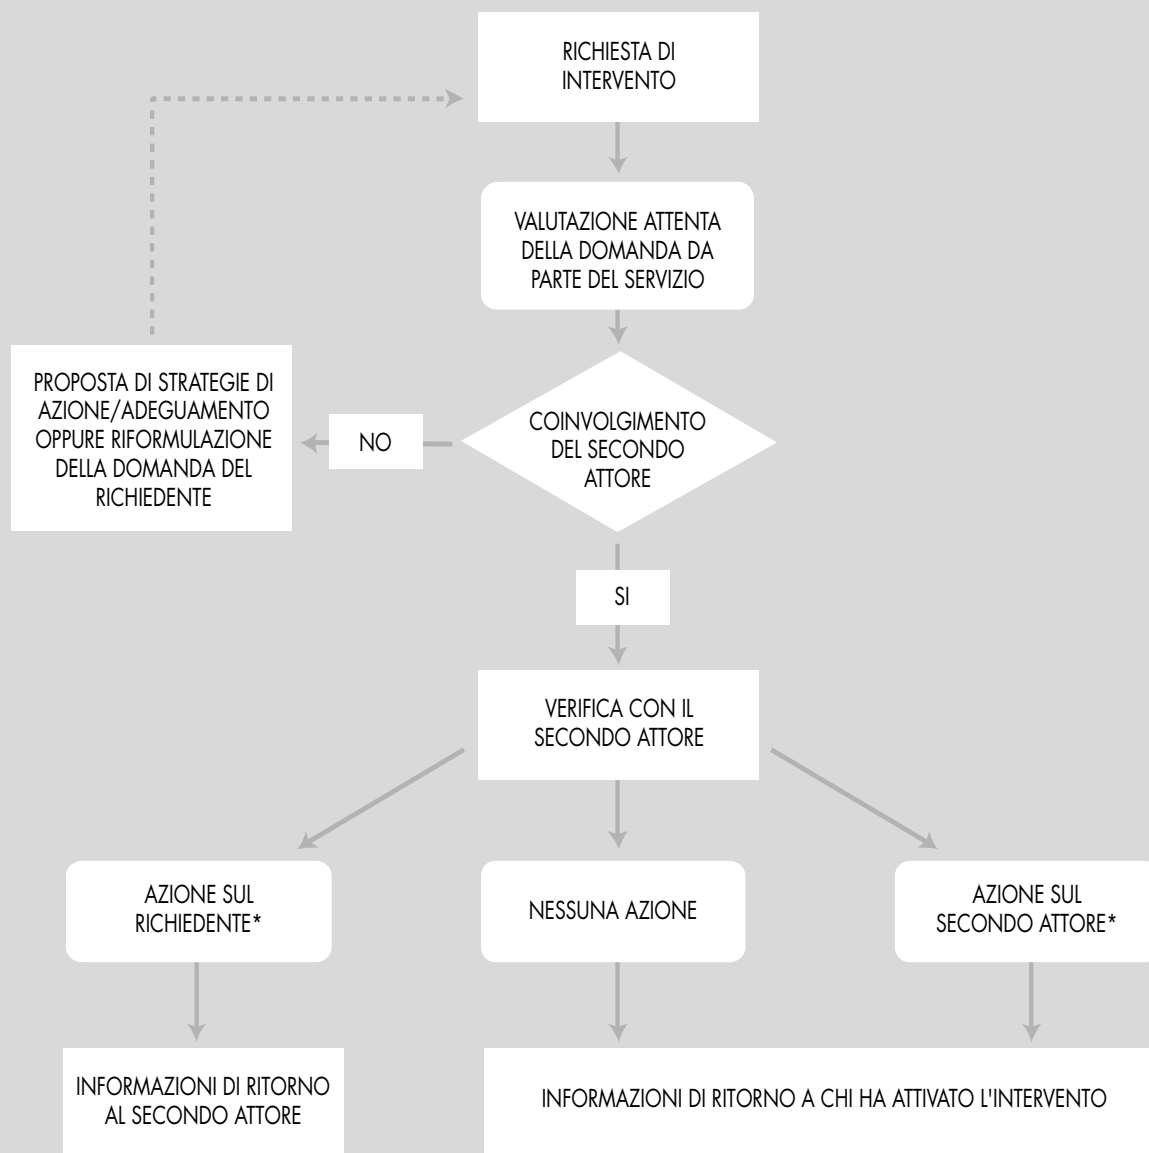 RICHIESTA DI
INTERVENTO
VALUTAZIONE ATTENTA
DELLA DOMANDA DA
PARTE DEL SERVIZIO
PROPOSTA DI STRATEGIE DI
AZIONE/ADEGUAMENTO
OPPURE RIFORMULAZIONE
DELLA DOMANDA DEL
RICHIEDENTE
NO
COINVOLGIMENTO
DEL SECONDO
ATTORE
SI
VERIFICA CON IL
SECONDO ATTORE
AZIONE SUL
RICHIEDENTE*
NESSUNA AZIONE
AZIONE SUL
SECONDO ATTORE*
INFORMAZIONI DI RITORNO
AL SECONDO ATTORE
INFORMAZIONI DI RITORNO A CHI HA ATTIVATO L'INTERVENTO